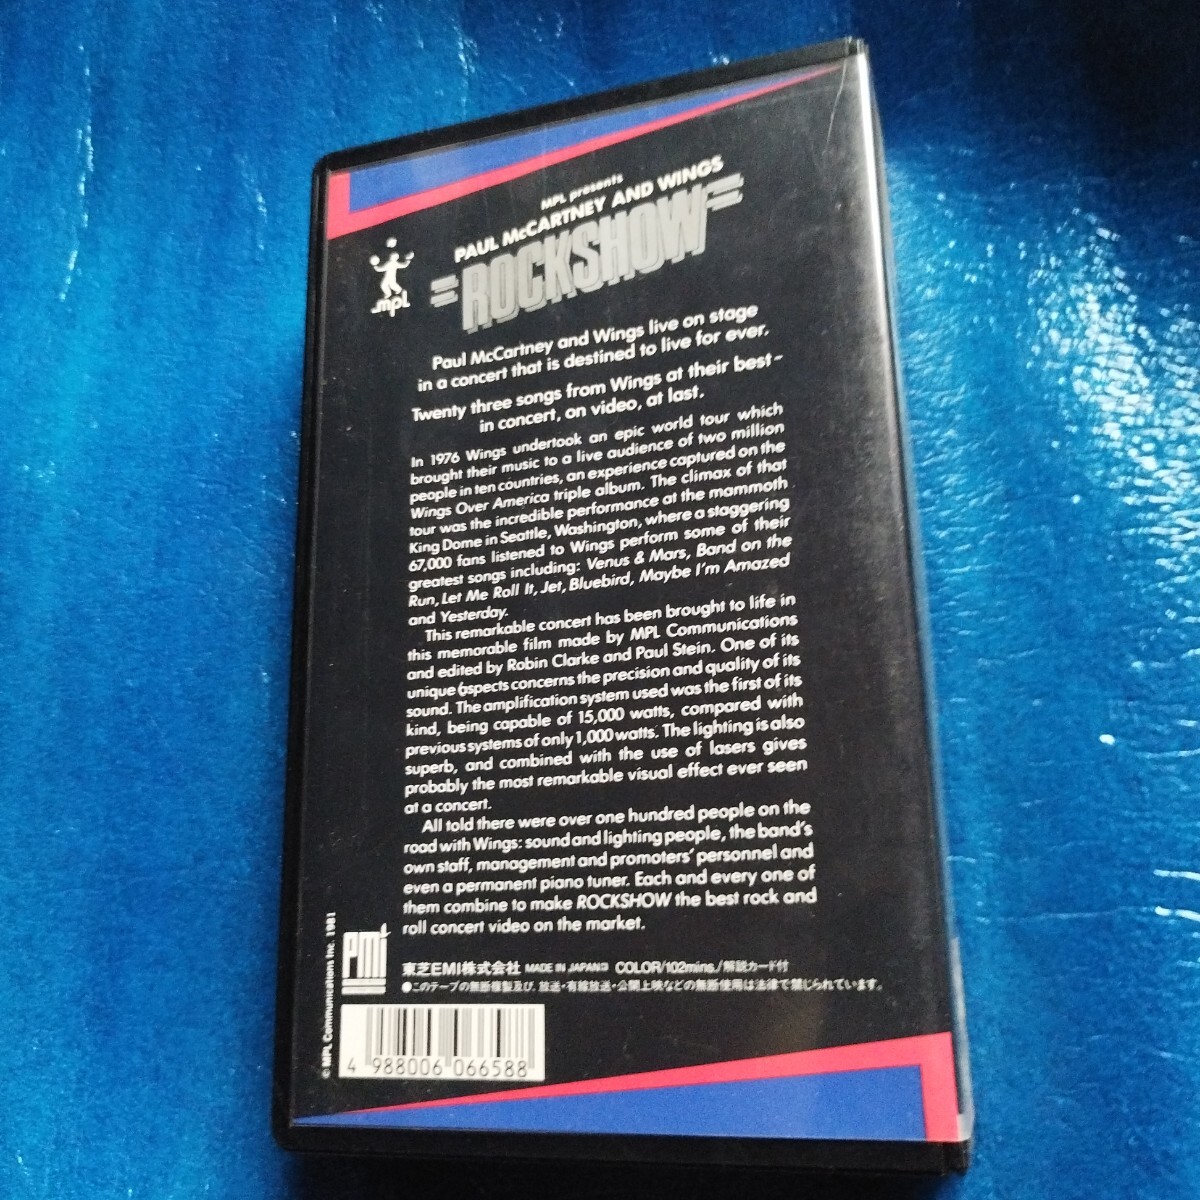 MPL presents
PAUL McCARTNEY AND WINGS
ROCKSHOW
mpl
Paul McCartney and Wings live on stage
in a concert that is destined to live for ever.
Twenty three songs from Wings at their best-
in concert, on video, at last.
In 1976 Wings undertook an epic world tour which
brought their music to a live audience of two million
people in ten countries, an experience captured on the
Wings Over America triple album. The climax of that
tour was the incredible performance at the mammoth
King Dome in Seattle, Washington, where a staggering
67,000 fans listened to Wings perform some of their
greatest songs including: Venus & Mars, Band on the
Run, Let Me Roll It, Jet, Bluebird, Maybe I'm Amazed
and Yesterday.
This remarkable concert has been brought to life in
this memorable film made by MPL Communications
and edited by Robin Clarke and Paul Stein. One of its
unique aspects concerns the precision and quality of its
sound. The amplification system used was the first of its
kind, being capable of 15,000 watts, compared with
previous systems of only 1,000 watts. The lighting is also
superb, and combined with the use of lasers gives
probably the most remarkable visual effect ever seen
at a concert.
All told there were over one hundred people on the
road with Wings: sound and lighting people, the band's
own staff, management and promoters' personnel and
even a permanent piano tuner. Each and every one of
them combine to make ROCKSHOW the best rock and
roll concert video on the market.
© MPL Communications Inc. 1981
PMi
東芝EMI株式会社 MADE IN JAPAN COLOR/102mins./解説カード付
●このテープの無断複製及び、放送・有線放送・公開上映などの無断使用は法律で禁じられています。
4 988006 066588